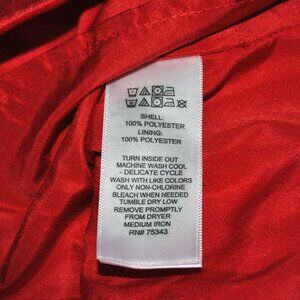 SHELL:
100% POLYESTER
LINING:
100% POLYESTER
TURN INSIDE OUT
MACHINE WASH COOL
- DELICATE CYCLE
WASH WITH LIKE COLORS
ONLY NON-CHLORINE
BLEACH WHEN NEEDED
TUMBLE DRY LOW
REMOVE PROMPTLY
FROM DRYER
MEDIUM IRON
RN# 75343